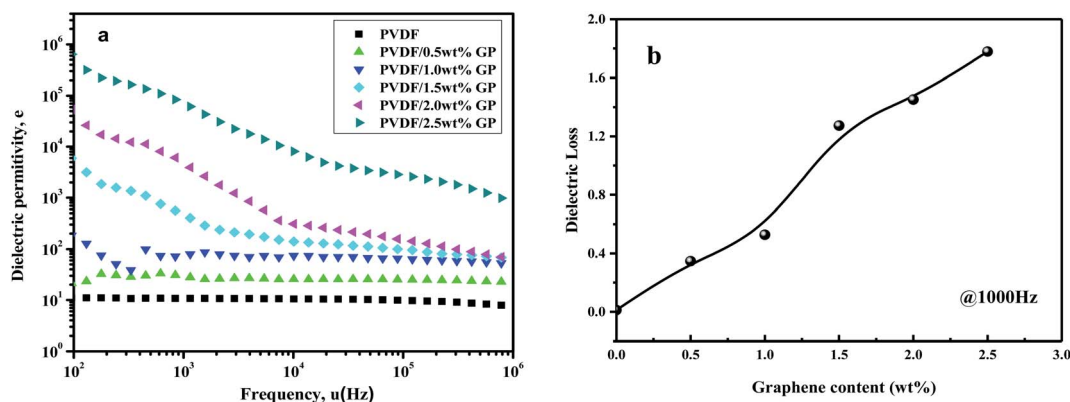 a
PVDF
PVDF/0.5wt% GP
PVDF/1.0wt% GP
PVDF/1.5wt% GP
PVDF/2.0wt% GP
PVDF/2.5wt% GP
Dielectric permitivity, e
10^6
10^5
10^4
10^3
10^2
10^1
10^0
10^2 10^3 10^4 10^5 10^6
Frequency, u(Hz)
b
Dielectric Loss
2.0
1.6
1.2
0.8
0.4
0.0
@1000Hz
0.0 0.5 1.0 1.5 2.0 2.5 3.0
Graphene content (wt%)